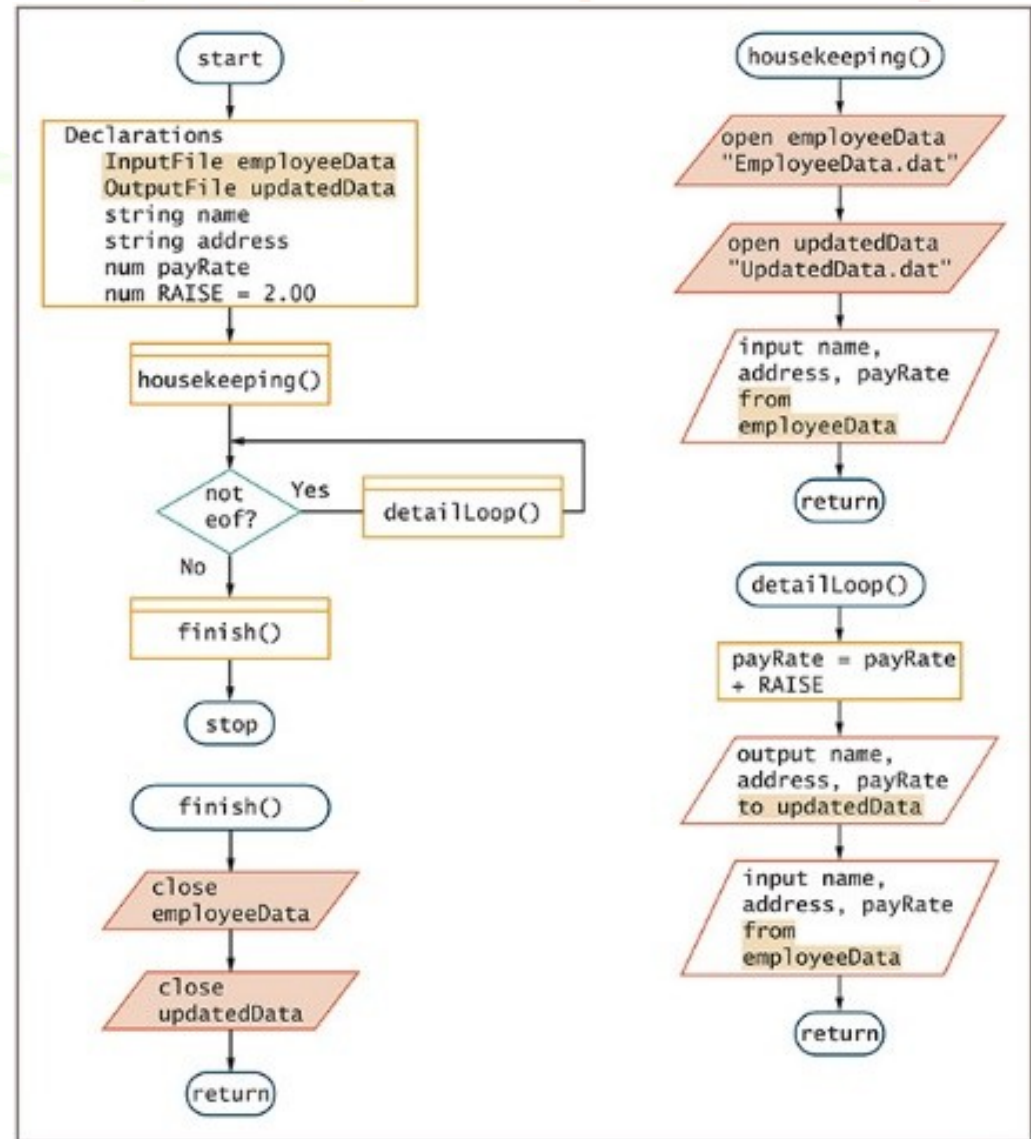 start
Declarations
InputFile employeeData
OutputFile updatedData
string name
string address
num payRate
num RAISE = 2.00
housekeeping()
not
eof?
Yes
detailLoop()
No
finish()
stop
finish()
close
employeeData
close
updatedData
return
housekeeping()
open employeeData
"EmployeeData.dat"
open updatedData
"UpdatedData.dat"
input name,
address, payRate
from
employeeData
return
detailLoop()
payRate = payRate
+ RAISE
output name,
address, payRate
to updatedData
input name,
address, payRate
from
employeeData
return